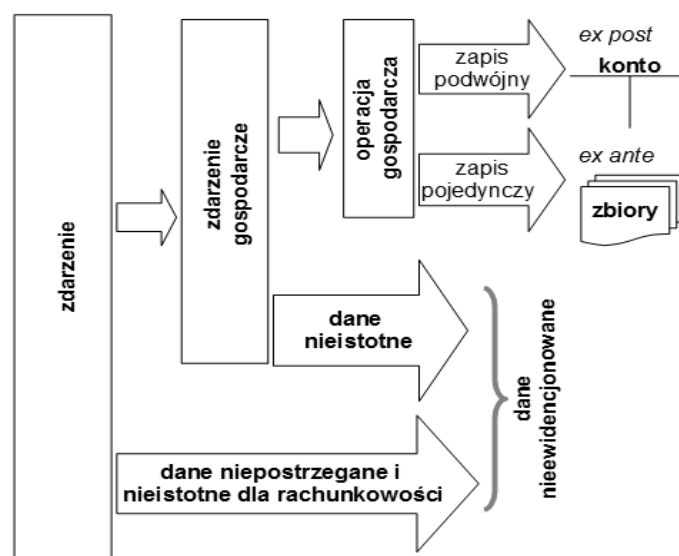 zdarzenie
zdarzenie
gospodarcze
operacja
gospodarcza
zapis
podwójny
ex post
konto
zapis
pojedynczy
ex ante
zbiory
dane
nieistotne
dane niepostrzegane i
nieistotne dla rachunkowości
dane
nieewidencjonowane